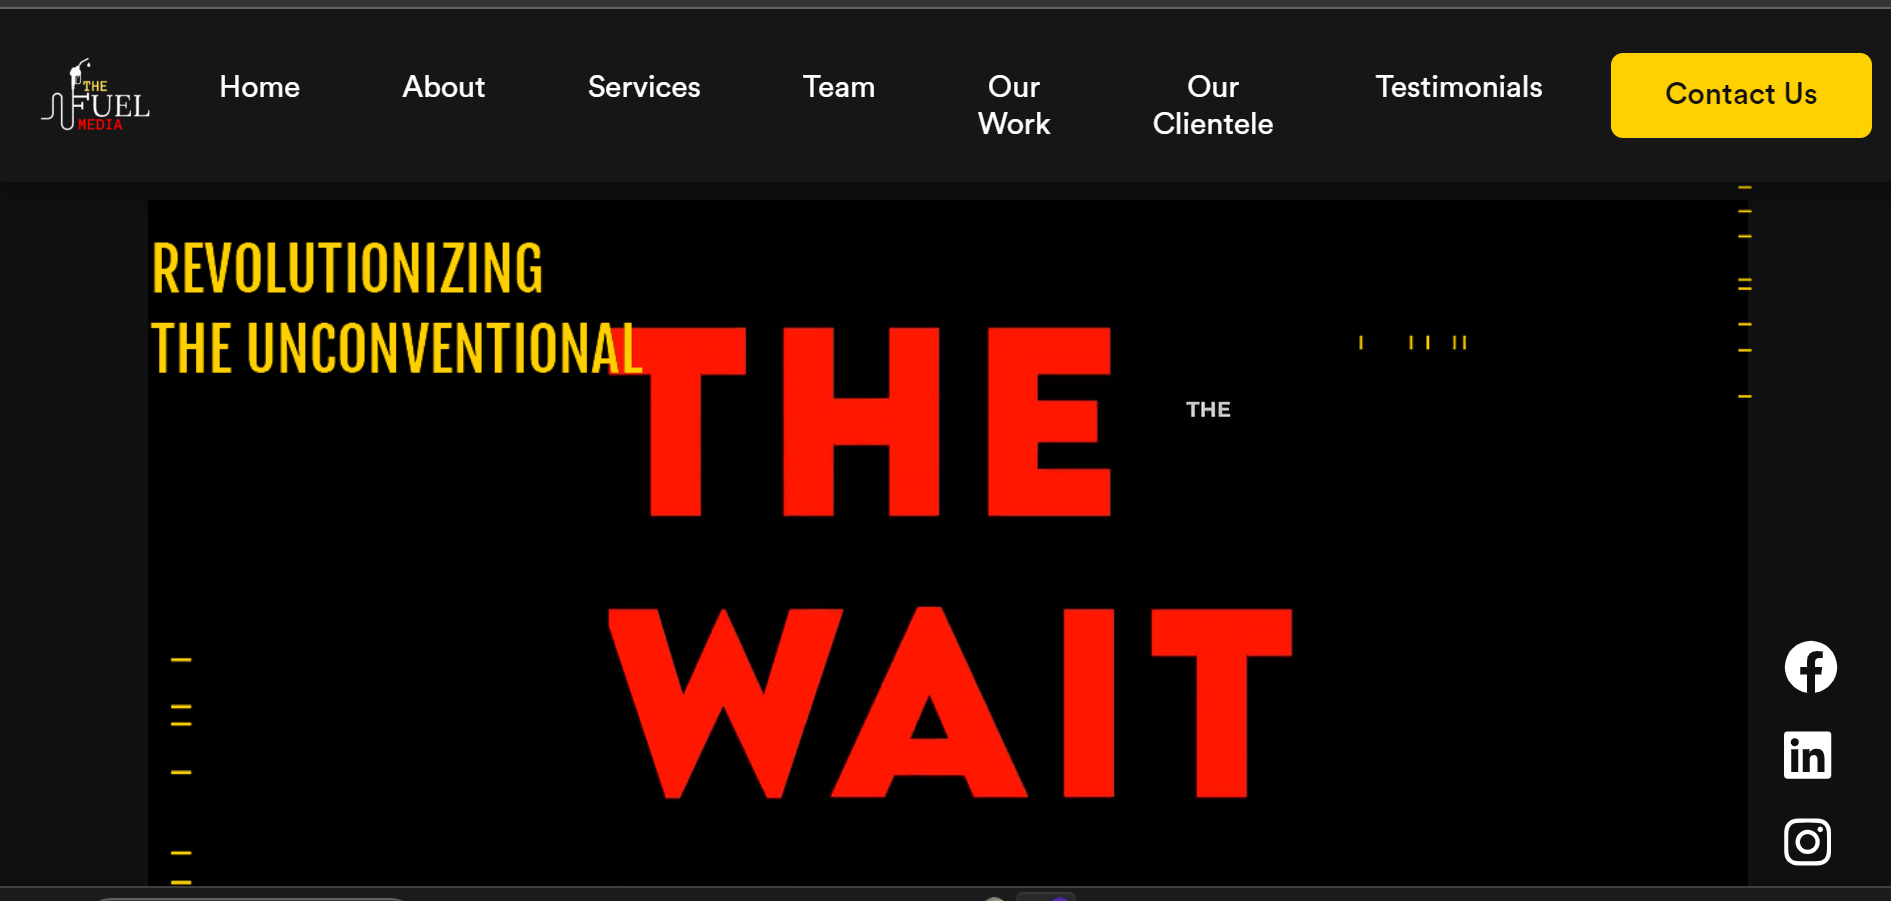 THE
FUEL
MEDIA
Home
About
Services
Team
Our
Work
Our
Clientele
Testimonials
Contact Us
REVOLUTIONIZING
THE UNCONVENTIONAL
THE
THE
WAIT